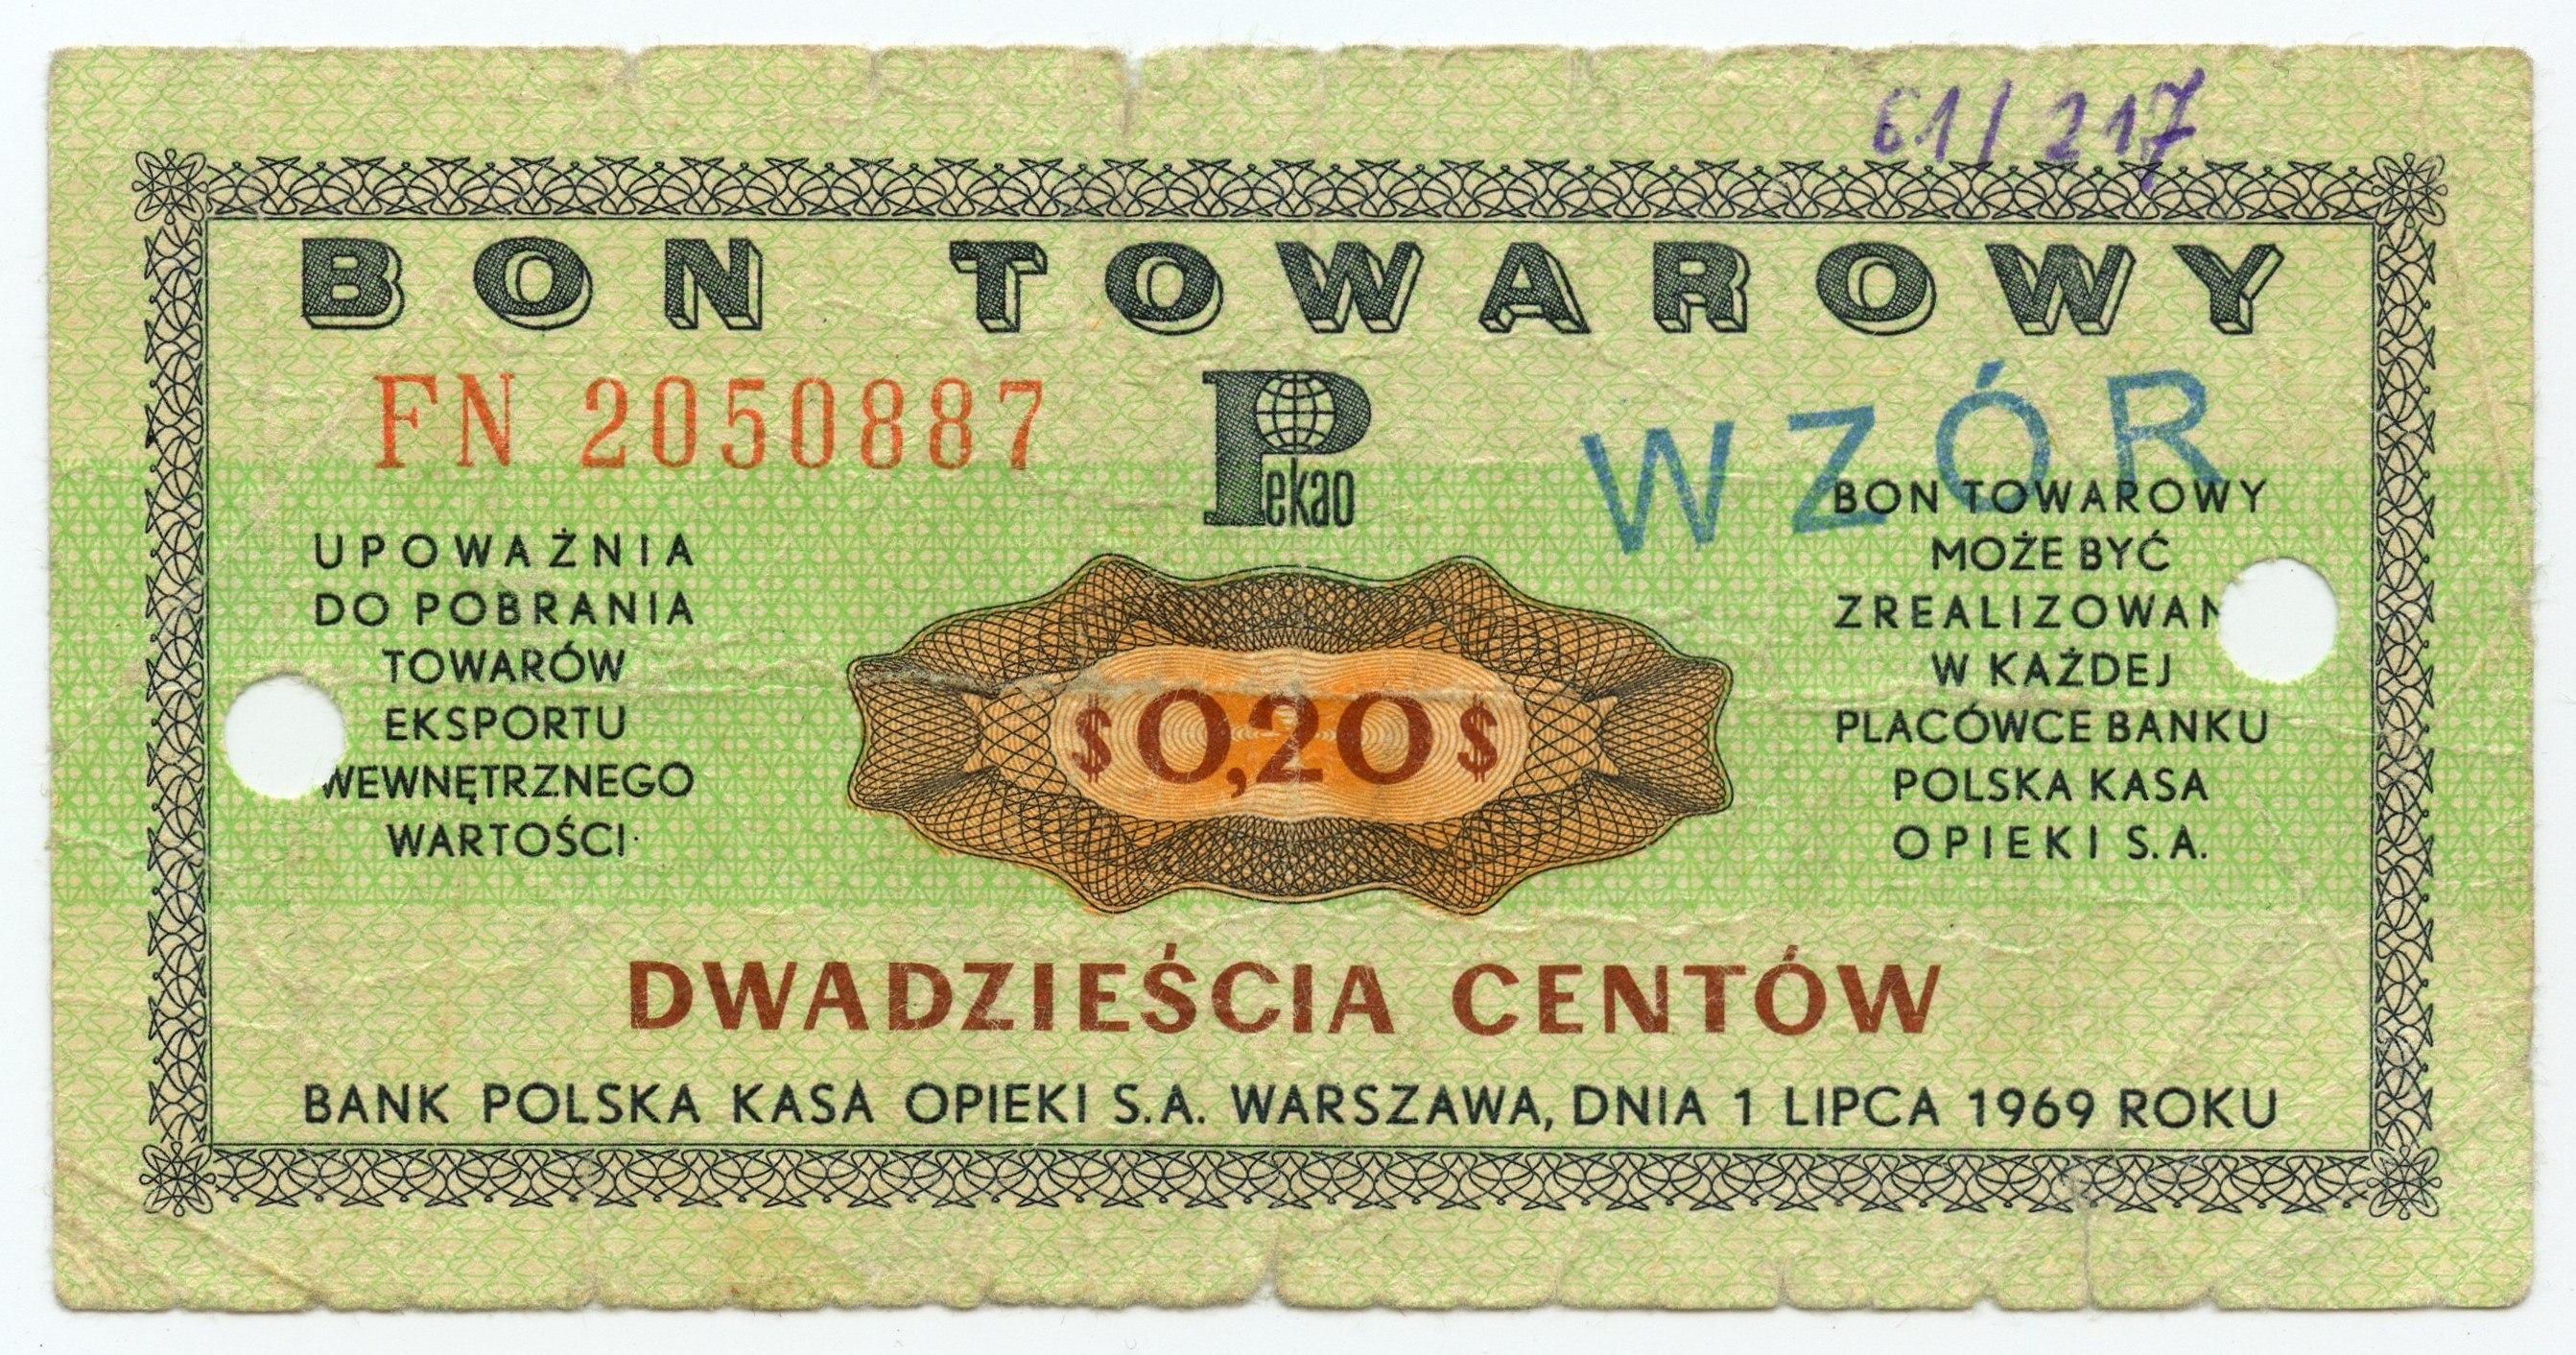 61/217
BON TOWAROWY
FN 2050887
Pekao
WZÓR
UPOWAŻNIA
DO POBRANIA
TOWARÓW
EKSPORTU
WEWNĘTRZNEGO
WARTOŚCI
BON TOWAROWY
MOŻE BYĆ
ZREALIZOWAN
W KAŻDEJ
PLACÓWCE BANKU
POLSKA KASA
OPIEKI S.A.
$0,20$
DWADZIEŚCIA CENTÓW
BANK POLSKA KASA OPIEKI S.A. WARSZAWA, DNIA 1 LIPCA 1969 ROKU